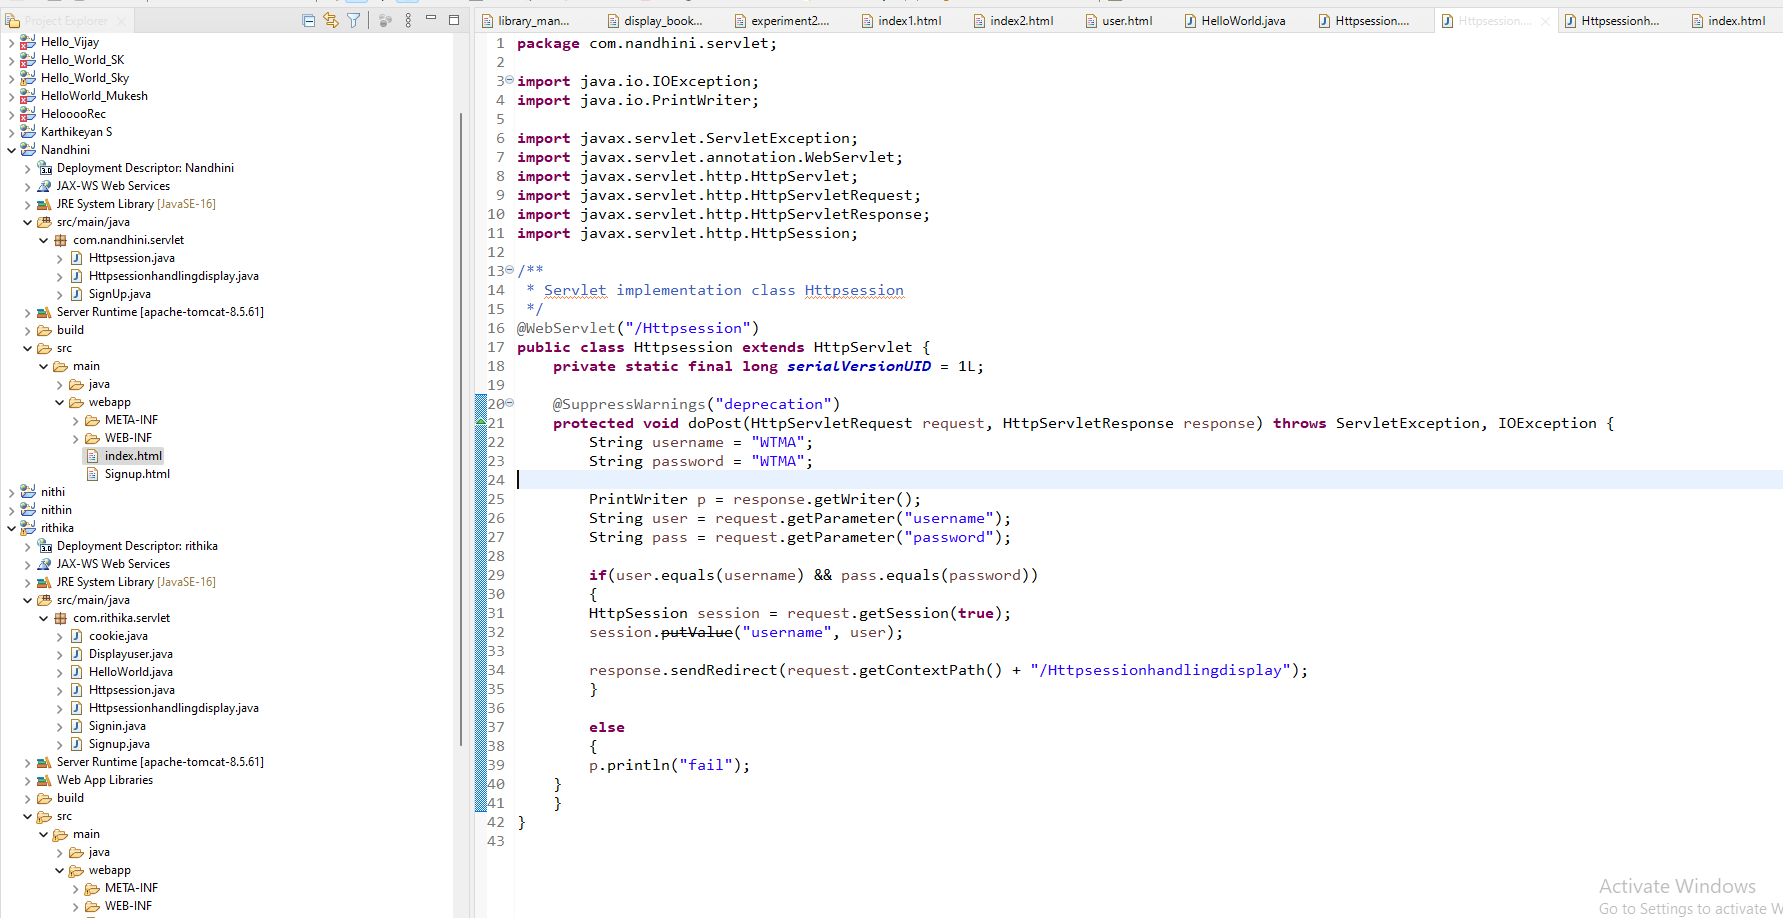 Project Explorer
Hello_Vijay
Hello_World_SK
Hello_World_Sky
HelloWorld_Mukesh
HelooooRec
Karthikeyan S
Nandhini
Deployment Descriptor: Nandhini
JAX-WS Web Services
JRE System Library [JavaSE-16]
src/main/java
com.nandhini.servlet
Httpsession.java
Httpsessionhandlingdisplay.java
SignUp.java
Server Runtime [apache-tomcat-8.5.61]
build
src
main
java
webapp
META-INF
WEB-INF
index.html
Signup.html
nithi
nithin
rithika
Deployment Descriptor: rithika
JAX-WS Web Services
JRE System Library [JavaSE-16]
src/main/java
com.rithika.servlet
cookie.java
Displayuser.java
HelloWorld.java
Httpsession.java
Httpsessionhandlingdisplay.java
Signin.java
Signup.java
Server Runtime [apache-tomcat-8.5.61]
Web App Libraries
build
src
main
java
webapp
META-INF
WEB-INF
library_man... display_book... experiment2.... index1.html index2.html user.html HelloWorld.java Httpsession.... Httpsession.... Httpsessionh... index.html
1 package com.nandhini.servlet;
2
3 import java.io.IOException;
4 import java.io.PrintWriter;
5
6 import javax.servlet.ServletException;
7 import javax.servlet.annotation.WebServlet;
8 import javax.servlet.http.HttpServlet;
9 import javax.servlet.http.HttpServletRequest;
10 import javax.servlet.http.HttpServletResponse;
11 import javax.servlet.http.HttpSession;
12
13 /**
14 * Servlet implementation class Httpsession
15 */
16 @WebServlet("/Httpsession")
17 public class Httpsession extends HttpServlet {
18 private static final long serialVersionUID = 1L;
19
20 @SuppressWarnings("deprecation")
21 protected void doPost(HttpServletRequest request, HttpServletResponse response) throws ServletException, IOException {
22 String username = "WTMA";
23 String password = "WTMA";
24
25 PrintWriter p = response.getWriter();
26 String user = request.getParameter("username");
27 String pass = request.getParameter("password");
28
29 if(user.equals(username) && pass.equals(password))
30 {
31 HttpSession session = request.getSession(true);
32 session.putValue("username", user);
33
34 response.sendRedirect(request.getContextPath() + "/Httpsessionhandlingdisplay");
35 }
36
37 else
38 {
39 p.println("fail");
40 }
41 }
42 }
43
Activate Windows
Go to Settings to activate W